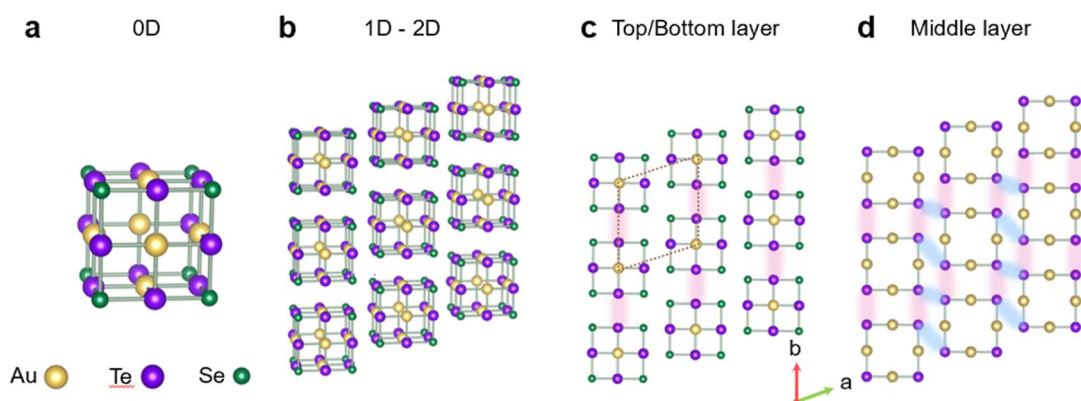 a 0D
b 1D - 2D
c Top/Bottom layer
d Middle layer
Au Te Se
b
a